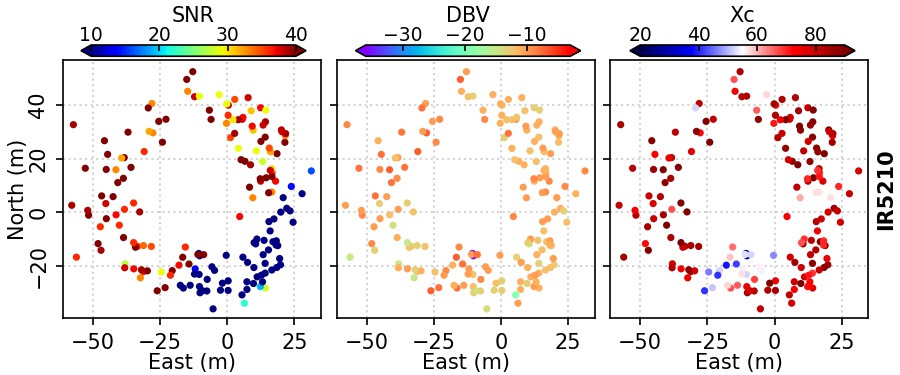 SNR DBV Xc
10 20 30 40 −30 −20 −10 20 40 60 80
North (m)
40
20
0
−20
IR5210
−50 −25 0 25 −50 −25 0 25 −50 −25 0 25
East (m) East (m) East (m)